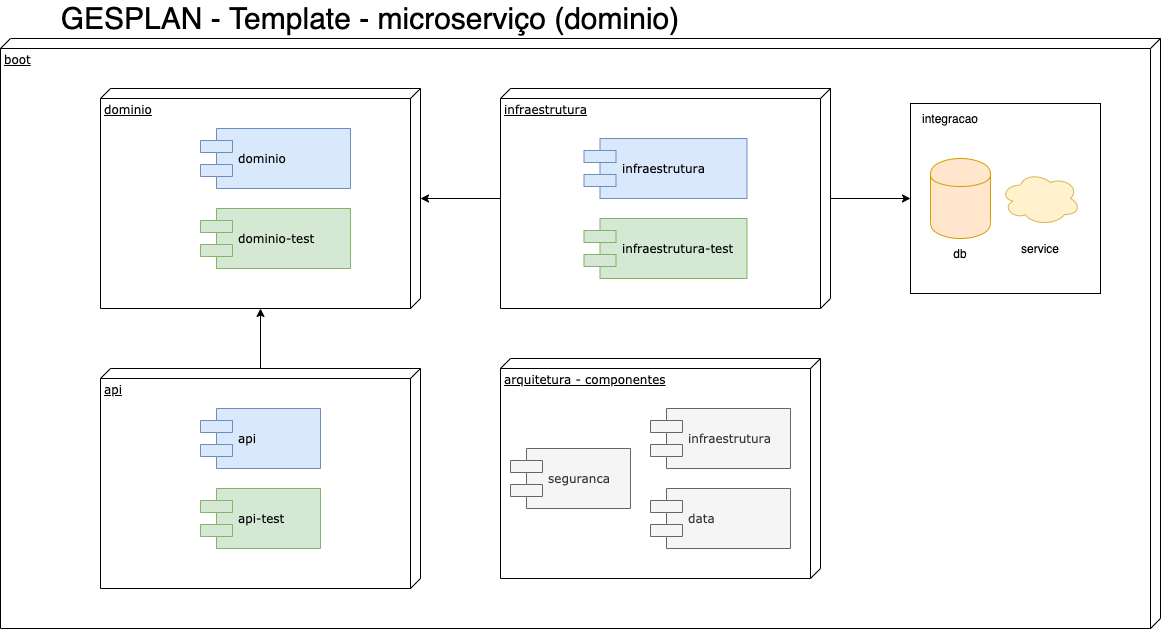 GESPLAN - Template - microserviço (dominio)
boot
dominio
dominio
dominio-test
infraestrutura
infraestrutura
infraestrutura-test
integracao
db
service
api
api
api-test
arquitetura - componentes
seguranca
infraestrutura
data